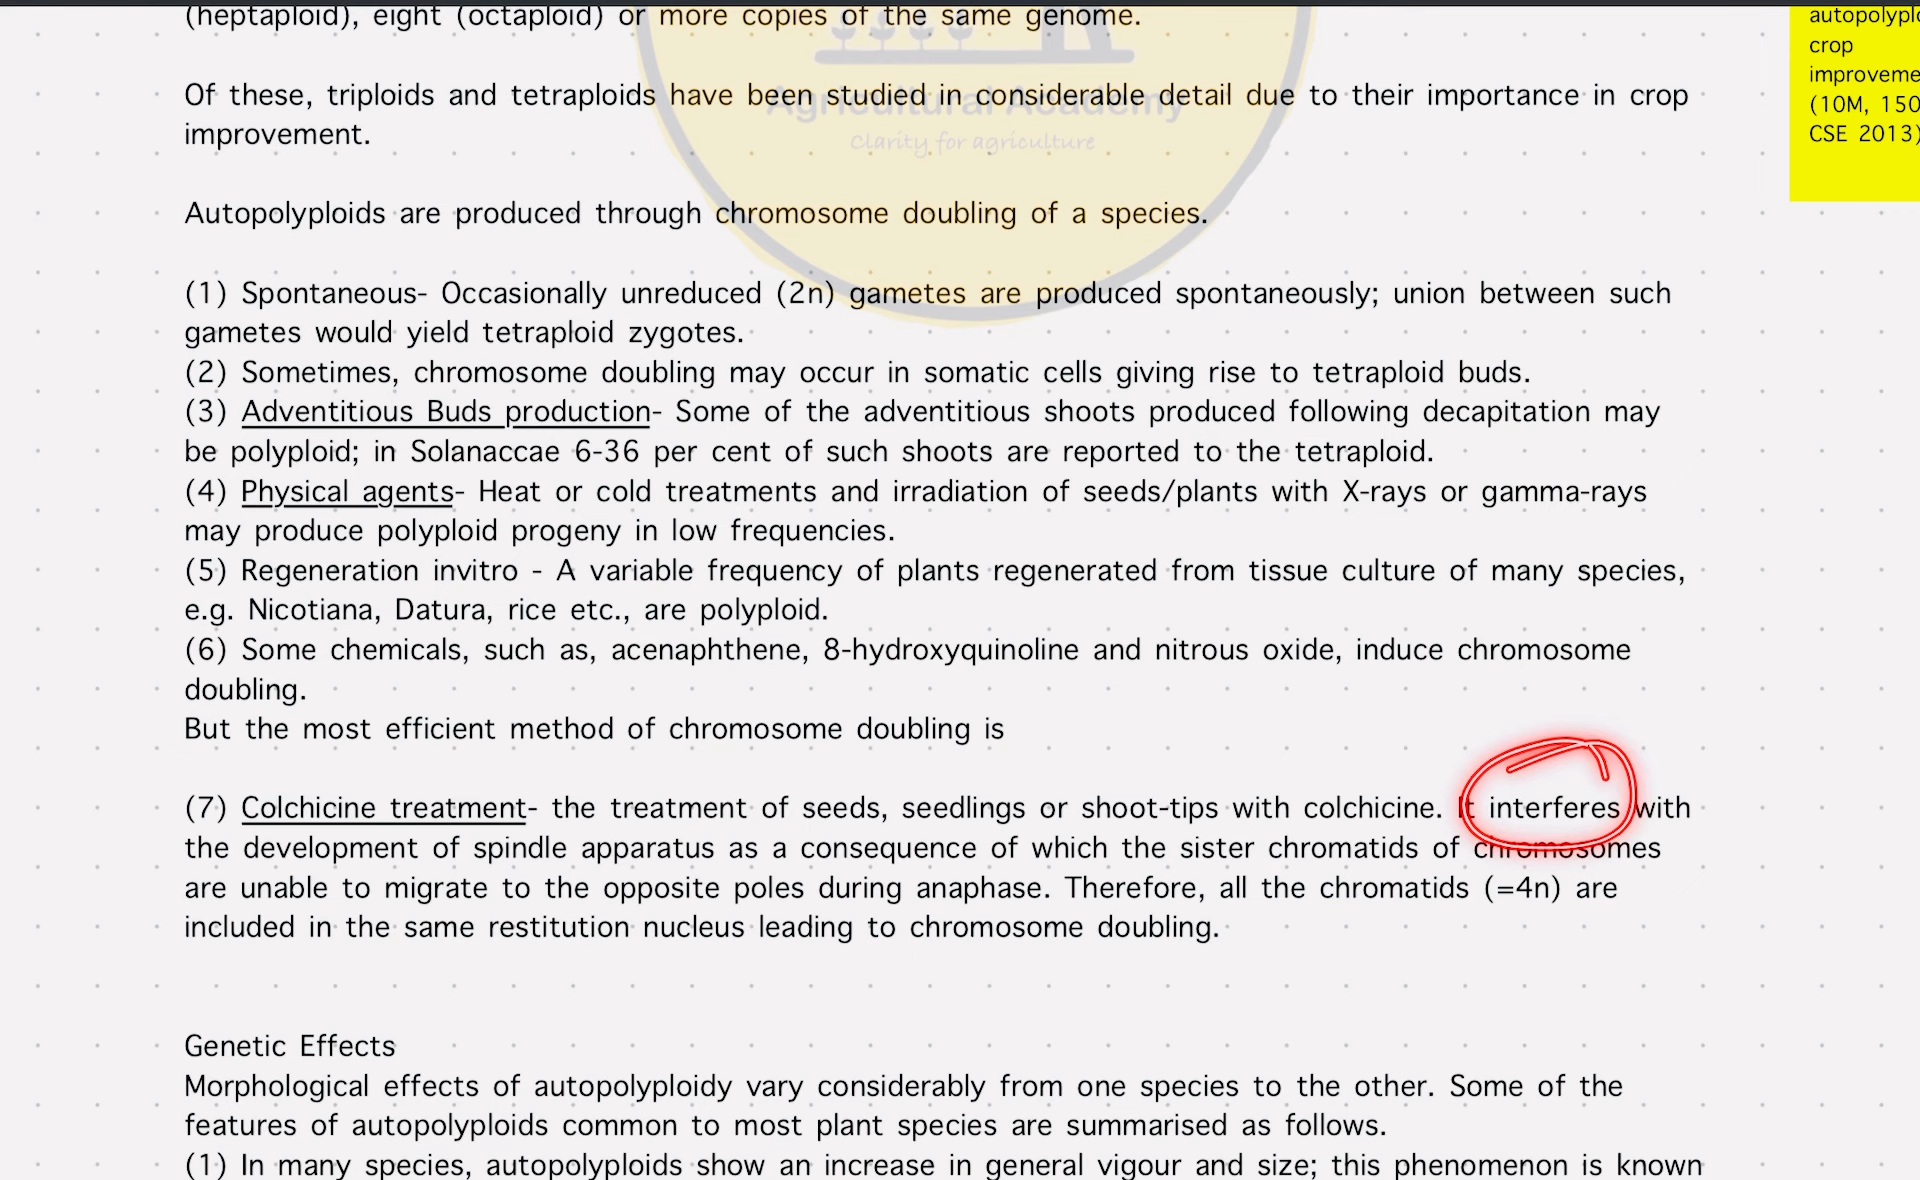 (heptaploid), eight (octaploid) or more copies of the same genome.
Of these, triploids and tetraploids have been studied in considerable detail due to their importance in crop
improvement.
Agricultural Academy
Clarity for agriculture
Autopolyploids are produced through chromosome doubling of a species.
(1) Spontaneous- Occasionally unreduced (2n) gametes are produced spontaneously; union between such
gametes would yield tetraploid zygotes.
(2) Sometimes, chromosome doubling may occur in somatic cells giving rise to tetraploid buds.
(3) Adventitious Buds production- Some of the adventitious shoots produced following decapitation may
be polyploid; in Solanaccae 6-36 per cent of such shoots are reported to the tetraploid.
(4) Physical agents- Heat or cold treatments and irradiation of seeds/plants with X-rays or gamma-rays
may produce polyploid progeny in low frequencies.
(5) Regeneration invitro - A variable frequency of plants regenerated from tissue culture of many species,
e.g. Nicotiana, Datura, rice etc., are polyploid.
(6) Some chemicals, such as, acenaphthene, 8-hydroxyquinoline and nitrous oxide, induce chromosome
doubling.
But the most efficient method of chromosome doubling is
(7) Colchicine treatment- the treatment of seeds, seedlings or shoot-tips with colchicine. It interferes with
the development of spindle apparatus as a consequence of which the sister chromatids of chromosomes
are unable to migrate to the opposite poles during anaphase. Therefore, all the chromatids (=4n) are
included in the same restitution nucleus leading to chromosome doubling.
Genetic Effects
Morphological effects of autopolyploidy vary considerably from one species to the other. Some of the
features of autopolyploids common to most plant species are summarised as follows.
(1) In many species, autopolyploids show an increase in general vigour and size; this phenomenon is known
crop
(10M, 150
CSE 2013)